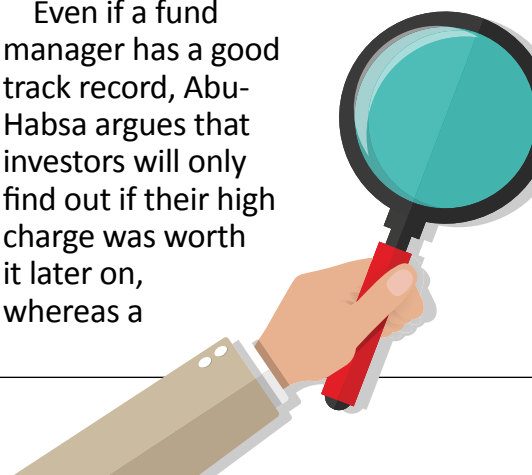 Even if a fund
manager has a good
track record, Abu-
Habsa argues that
investors will only
find out if their high
charge was worth
it later on,
whereas a